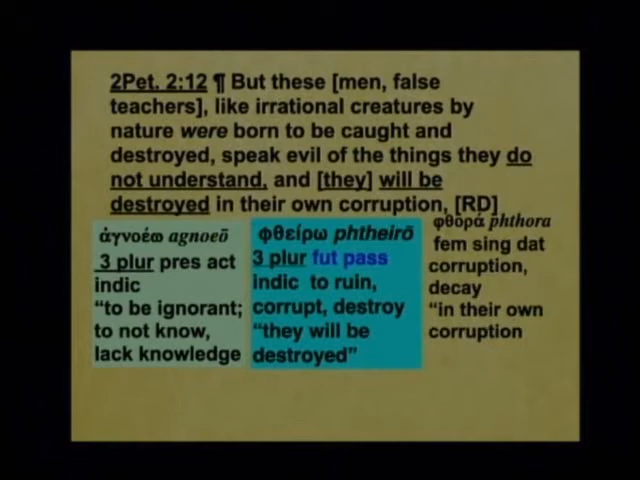 2Pet. 2:12 ¶ But these [men, false
teachers], like irrational creatures by
nature were born to be caught and
destroyed, speak evil of the things they do
not understand, and [they] will be
destroyed in their own corruption, [RD]
ἀγνοέω agnoeō
3 plur pres act
indic
“to be ignorant;
to not know,
lack knowledge
φθείρω phtheirō
3 plur fut pass
indic to ruin,
corrupt, destroy
“they will be
destroyed”
φθορά phthora
fem sing dat
corruption,
decay
“in their own
corruption